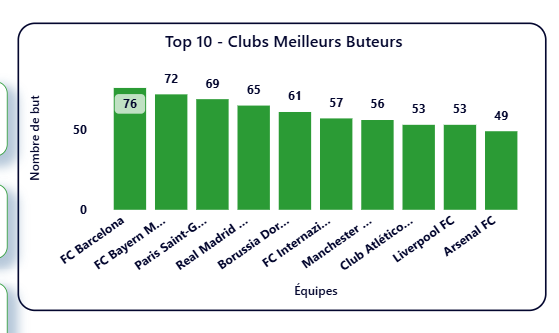 Top 10 - Clubs Meilleurs Buteurs
Nombre de but
50
0
76
72
69
65
61
57
56
53
53
49
FC Barcelona
FC Bayern M...
Paris Saint-G...
Real Madrid ...
Borussia Dor...
FC Internazi...
Manchester ...
Club Atlético...
Liverpool FC
Arsenal FC
Équipes